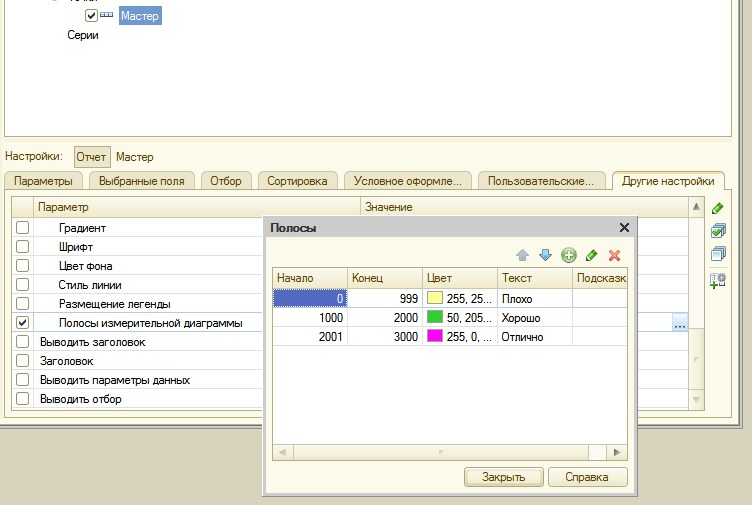 Мастер
Серии
Настройки: Отчет Мастер
Параметры Выбранные поля Отбор Сортировка Условное оформле... Пользовательские... Другие настройки
Параметр Значение
Градиент
Шрифт
Цвет фона
Стиль линии
Размещение легенды
Полосы измерительной диаграммы ...
Выводить заголовок
Заголовок
Выводить параметры данных
Выводить отбор
Полосы
Начало Конец Цвет Текст Подсказк
0 999 255, 25... Плохо
1000 2000 50, 205... Хорошо
2001 3000 255, 0, ... Отлично
Закрыть Справка